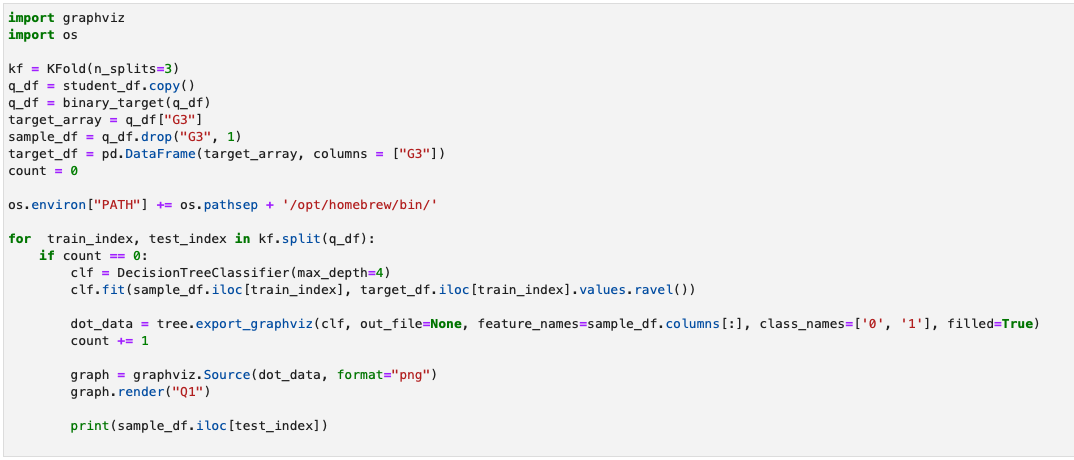 import graphviz
import os
kf = KFold(n_splits=3)
q_df = student_df.copy()
q_df = binary_target(q_df)
target_array = q_df["G3"]
sample_df = q_df.drop("G3", 1)
target_df = pd.DataFrame(target_array, columns = ["G3"])
count = 0
os.environ["PATH"] += os.pathsep + '/opt/homebrew/bin/'
for  train_index, test_index in kf.split(q_df):
    if count == 0:
        clf = DecisionTreeClassifier(max_depth=4)
        clf.fit(sample_df.iloc[train_index], target_df.iloc[train_index].values.ravel())
        dot_data = tree.export_graphviz(clf, out_file=None, feature_names=sample_df.columns[:], class_names=['0', '1'], filled=True)
        count += 1
        graph = graphviz.Source(dot_data, format="png")
        graph.render("Q1")
        print(sample_df.iloc[test_index])